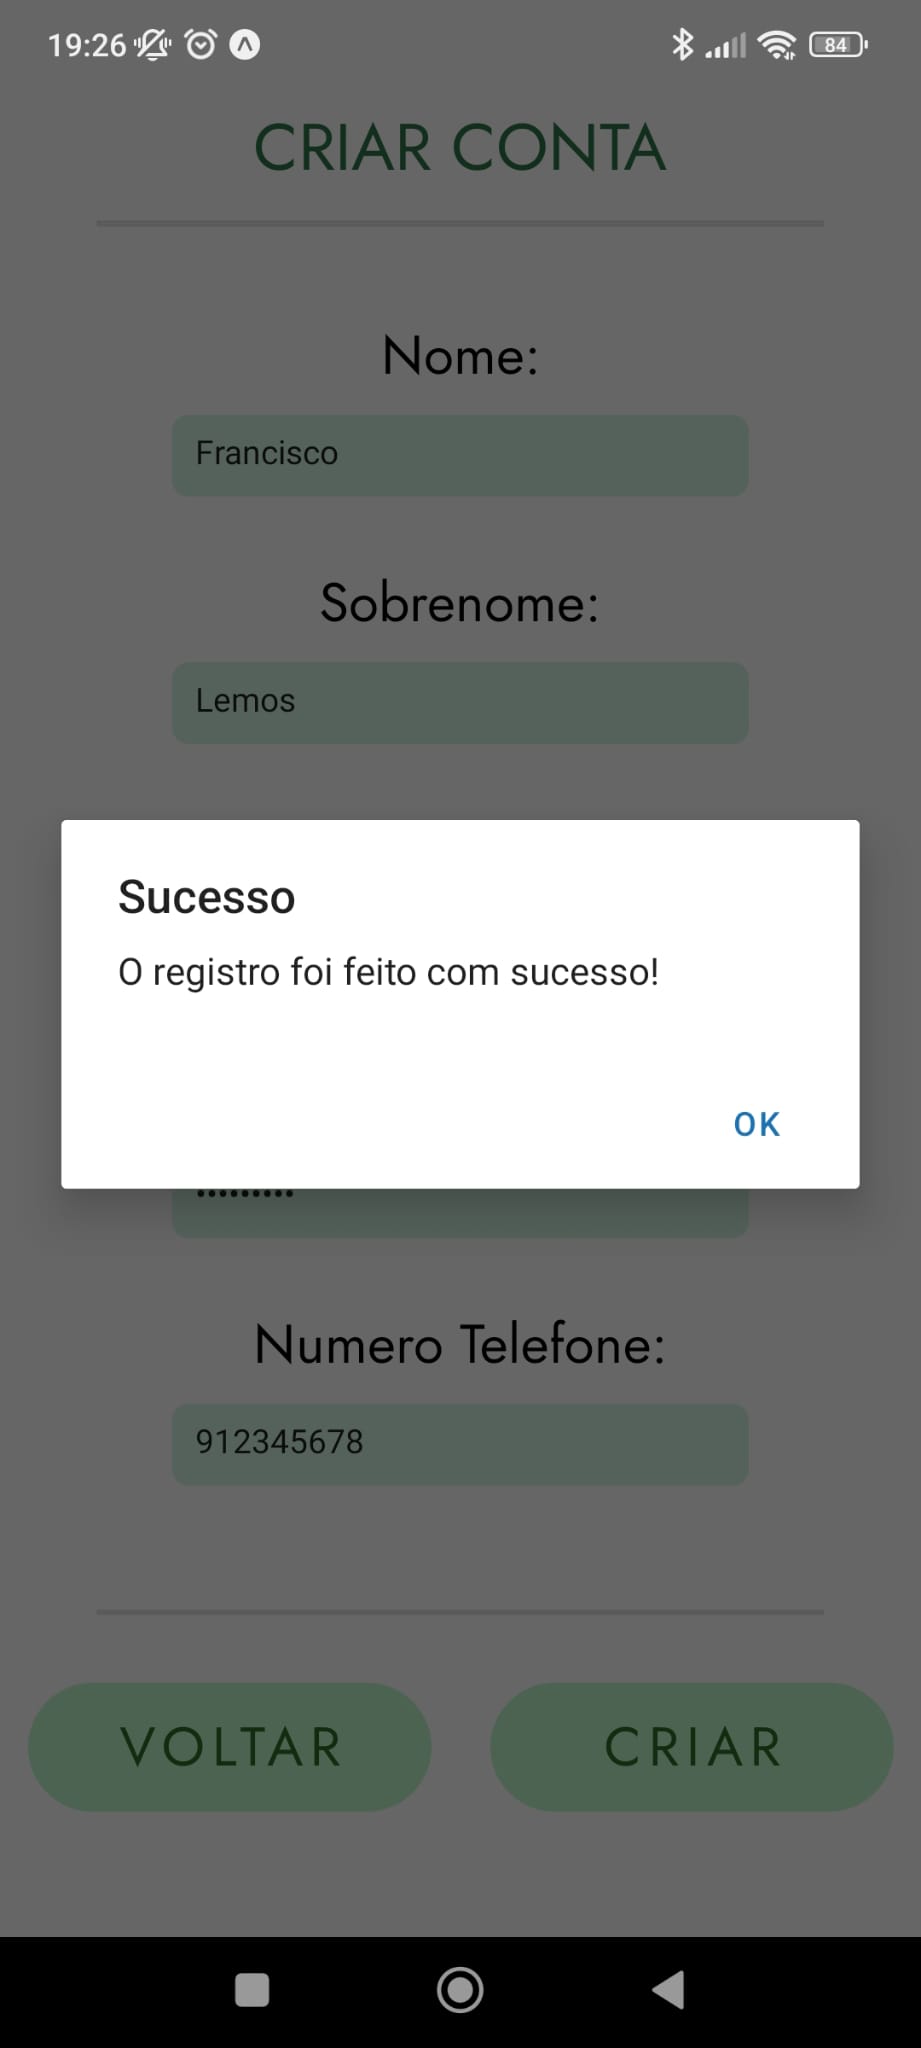 19:26
84
CRIAR CONTA
Nome:
Francisco
Sobrenome:
Lemos
Sucesso
O registro foi feito com sucesso!
OK
•••••••••
Numero Telefone:
912345678
VOLTAR
CRIAR